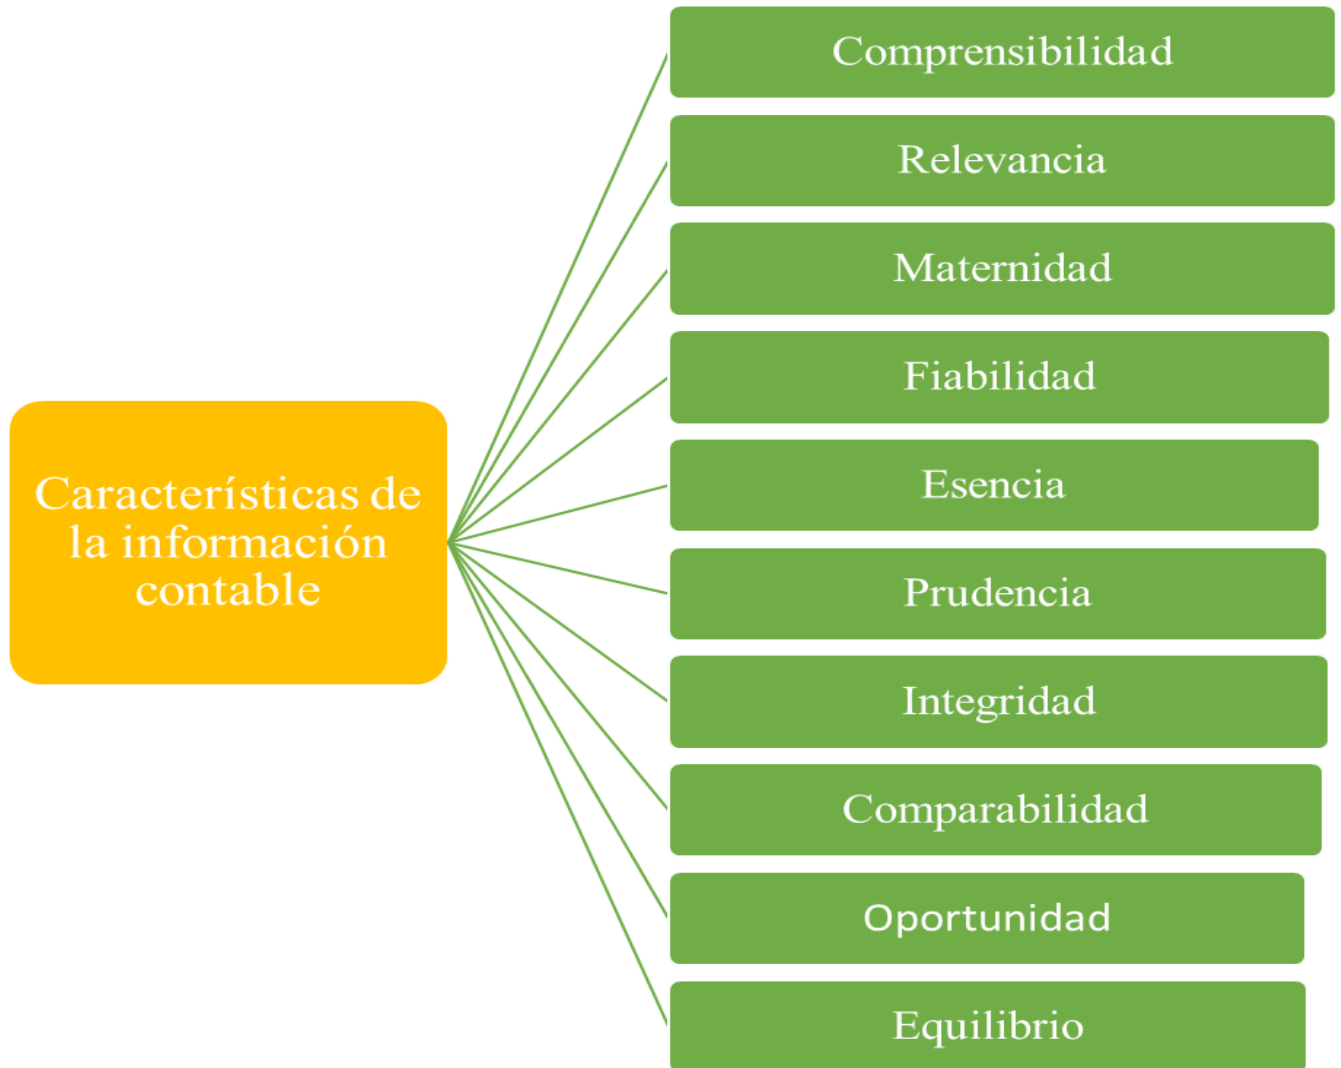 Características de
la información
contable
Comprensibilidad
Relevancia
Maternidad
Fiabilidad
Esencia
Prudencia
Integridad
Comparabilidad
Oportunidad
Equilibrio